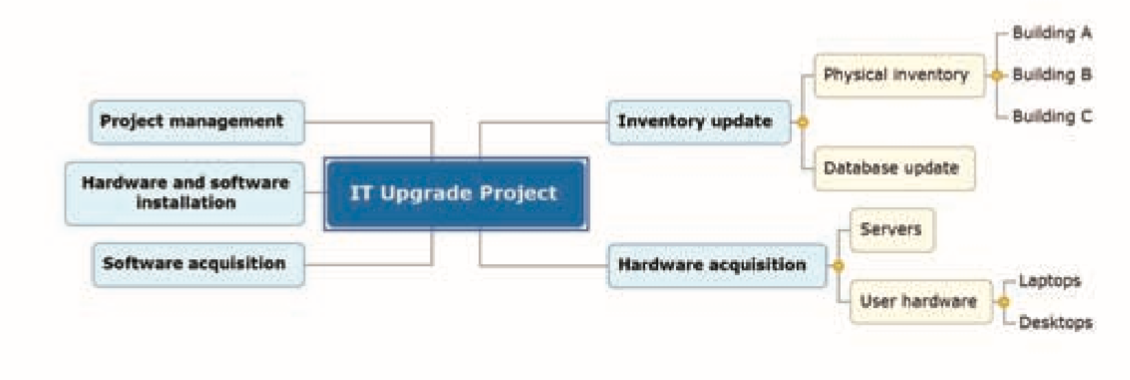 Project management
Hardware and software
installation
Software acquisition
IT Upgrade Project
Inventory update
Physical inventory
Building A
Building B
Building C
Database update
Hardware acquisition
Servers
User hardware
Laptops
Desktops